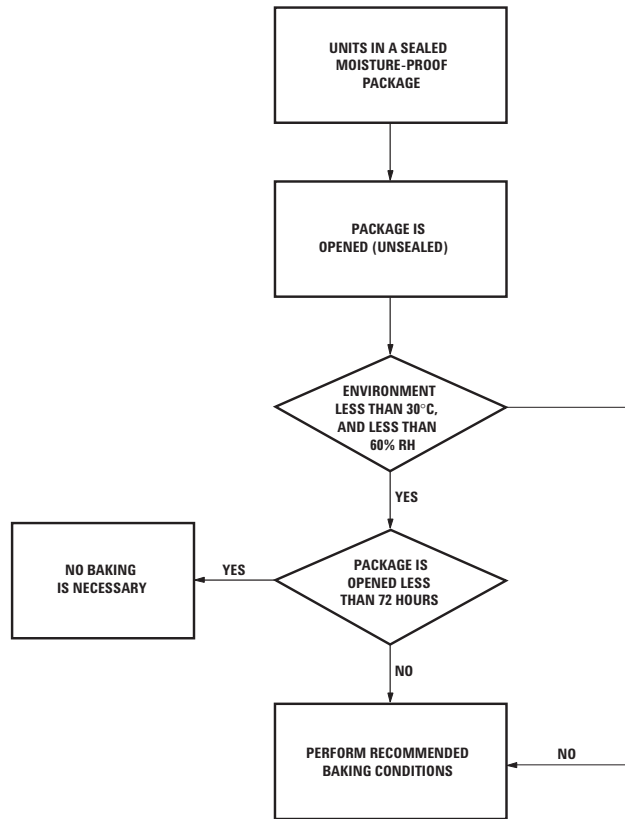 UNITS IN A SEALED
MOISTURE-PROOF
PACKAGE
PACKAGE IS
OPENED (UNSEALED)
ENVIRONMENT
LESS THAN 30°C,
AND LESS THAN
60% RH
YES
NO BAKING
IS NECESSARY
YES
PACKAGE IS
OPENED LESS
THAN 72 HOURS
NO
PERFORM RECOMMENDED
BAKING CONDITIONS
NO